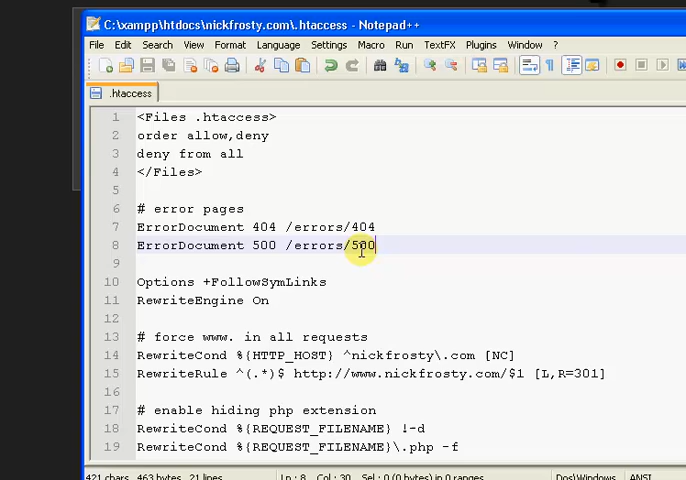 C:\xampp\htdocs\nickfrosty.com\.htaccess - Notepad++
File Edit Search View Format Language Settings Macro Run TextFX Plugins Window ?
.htaccess
1 <Files .htaccess>
2 order allow,deny
3 deny from all
4 </Files>
5
6 # error pages
7 ErrorDocument 404 /errors/404
8 ErrorDocument 500 /errors/500
9
10 Options +FollowSymLinks
11 RewriteEngine On
12
13 # force www. in all requests
14 RewriteCond %{HTTP_HOST} ^nickfrosty\.com [NC]
15 RewriteRule ^(.*)$ http://www.nickfrosty.com/$1 [L,R=301]
16
17 # enable hiding php extension
18 RewriteCond %{REQUEST_FILENAME} !-d
19 RewriteCond %{REQUEST_FILENAME}\.php -f
421 chars 463 bytes 21 lines Ln : 8 Col : 30 Sel : 0 (0 bytes) in 0 ranges Dos\Windows ANSI